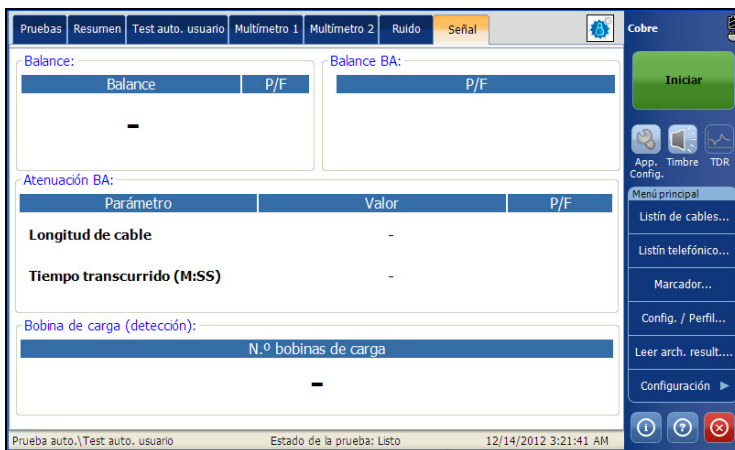 Pruebas Resumen Test auto. usuario Multímetro 1 Multímetro 2 Ruido Señal
Balance:
Balance P/F
-
Balance BA:
P/F
Atenuación BA:
Parámetro Valor P/F
Longitud de cable -
Tiempo transcurrido (M:SS) -
Bobina de carga (detección):
N.º bobinas de carga
-
Prueba auto.\Test auto. usuario Estado de la prueba: Listo 12/14/2012 3:21:41 AM
Cobre
Iniciar
App. Config. Timbre TDR
Menú principal
Listín de cables...
Listín telefónico...
Marcador...
Config. / Perfil...
Leer arch. result....
Configuración